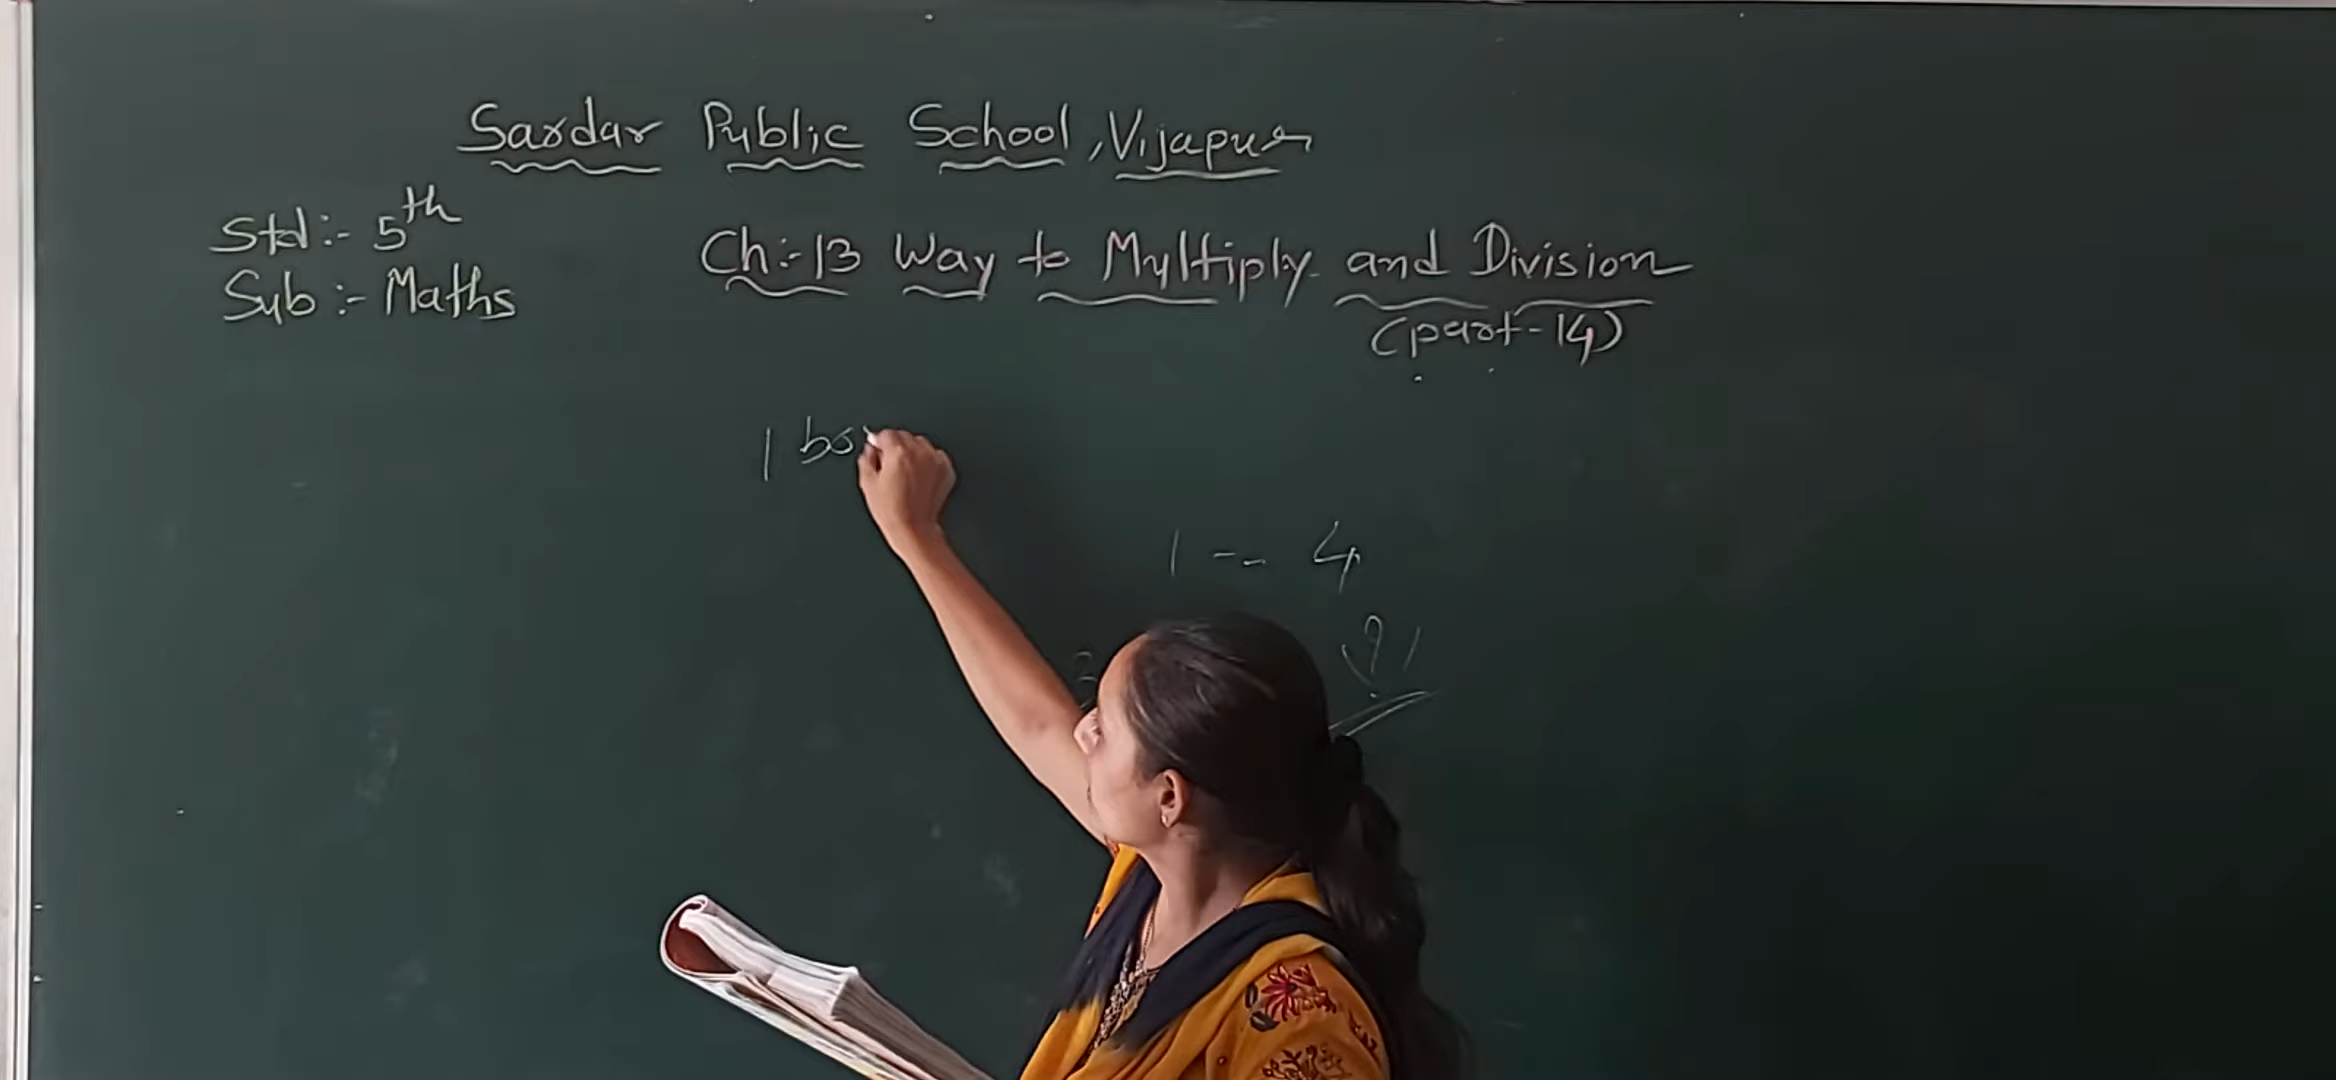 Sardar Public School, Vijapur
Std :- 5th
Sub :- Maths
Ch:- 13 Way to Multiply and Division
(part-14)
1 bo
1 -- 4
(?)